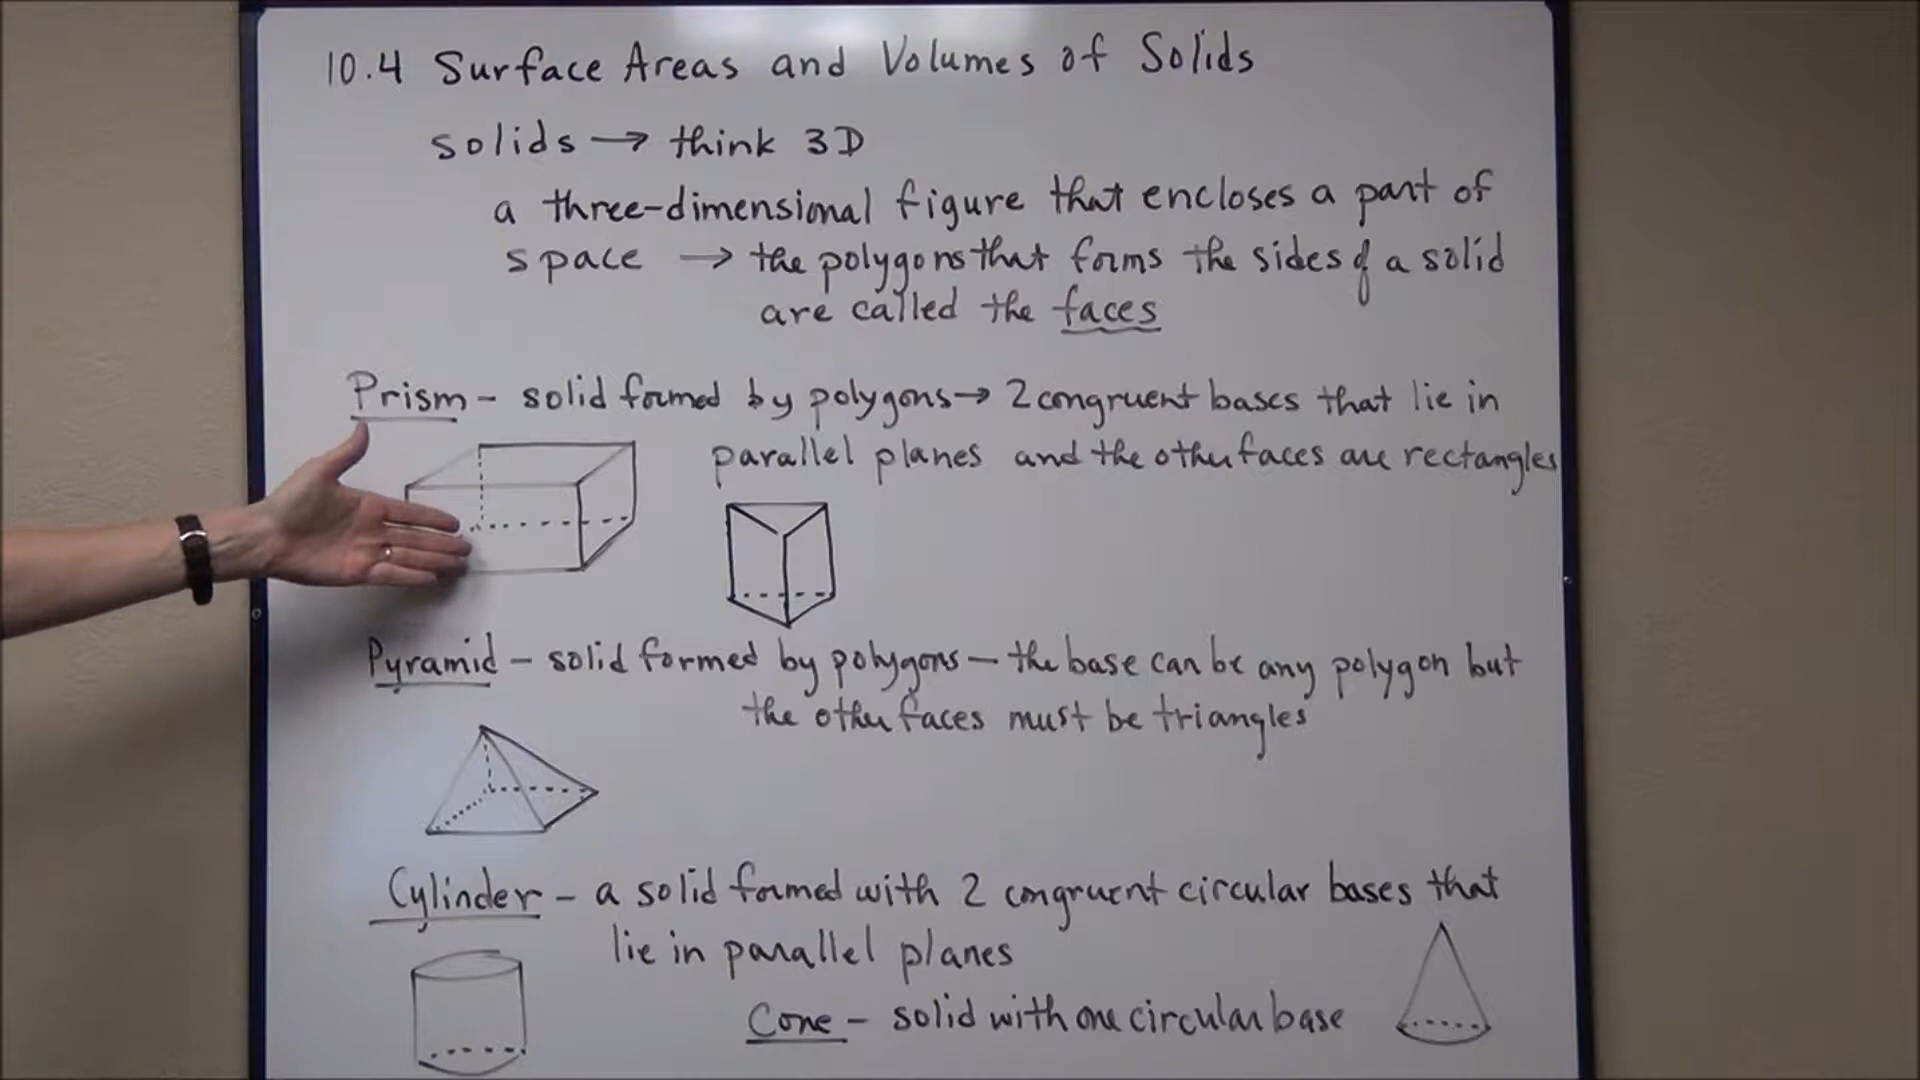 10.4 Surface Areas and Volumes of Solids
solids → think 3D
a three-dimensional figure that encloses a part of
space → the polygons that forms the sides of a solid
are called the faces
Prism - solid formed by polygons → 2 congruent bases that lie in
parallel planes and the other faces are rectangles
Pyramid - solid formed by polygons - the base can be any polygon but
the other faces must be triangles
Cylinder - a solid formed with 2 congruent circular bases that
lie in parallel planes
Cone - solid with one circular base